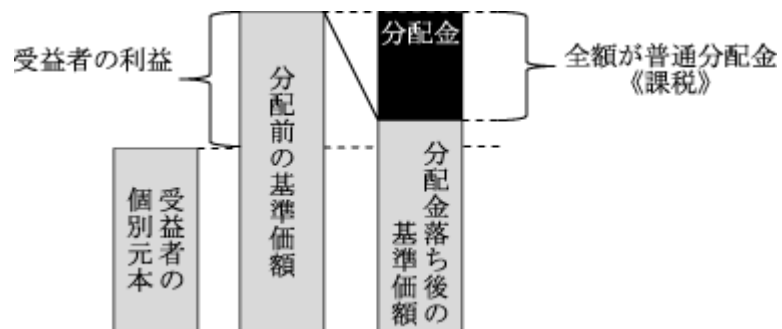 受益者の利益
分配金
全額が普通分配金
《課税》
受益者の
個別元本
分配前の基準価額
分配金落ち後の
基準価額